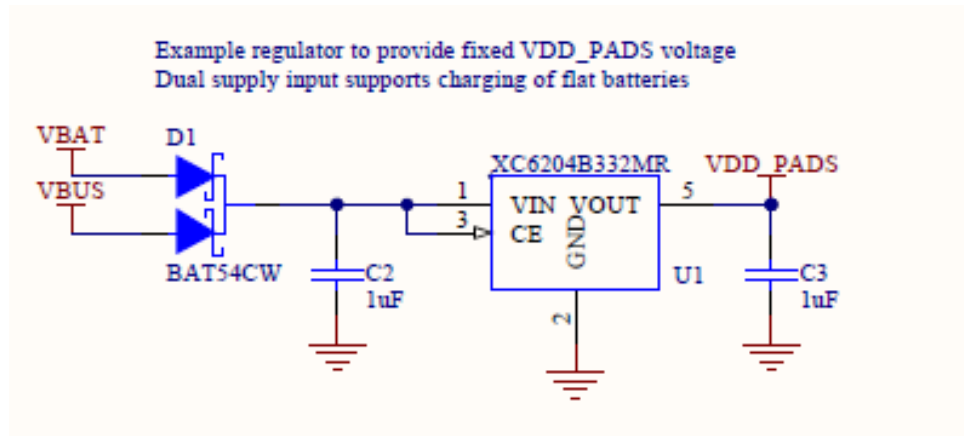 Example regulator to provide fixed VDD_PADS voltage
Dual supply input supports charging of flat batteries
VBAT
D1
VBUS
BAT54CW
C2
1uF
XC6204B332MR
1
VIN VOUT
3
CE
GND
2
5
U1
VDD_PADS
C3
1uF